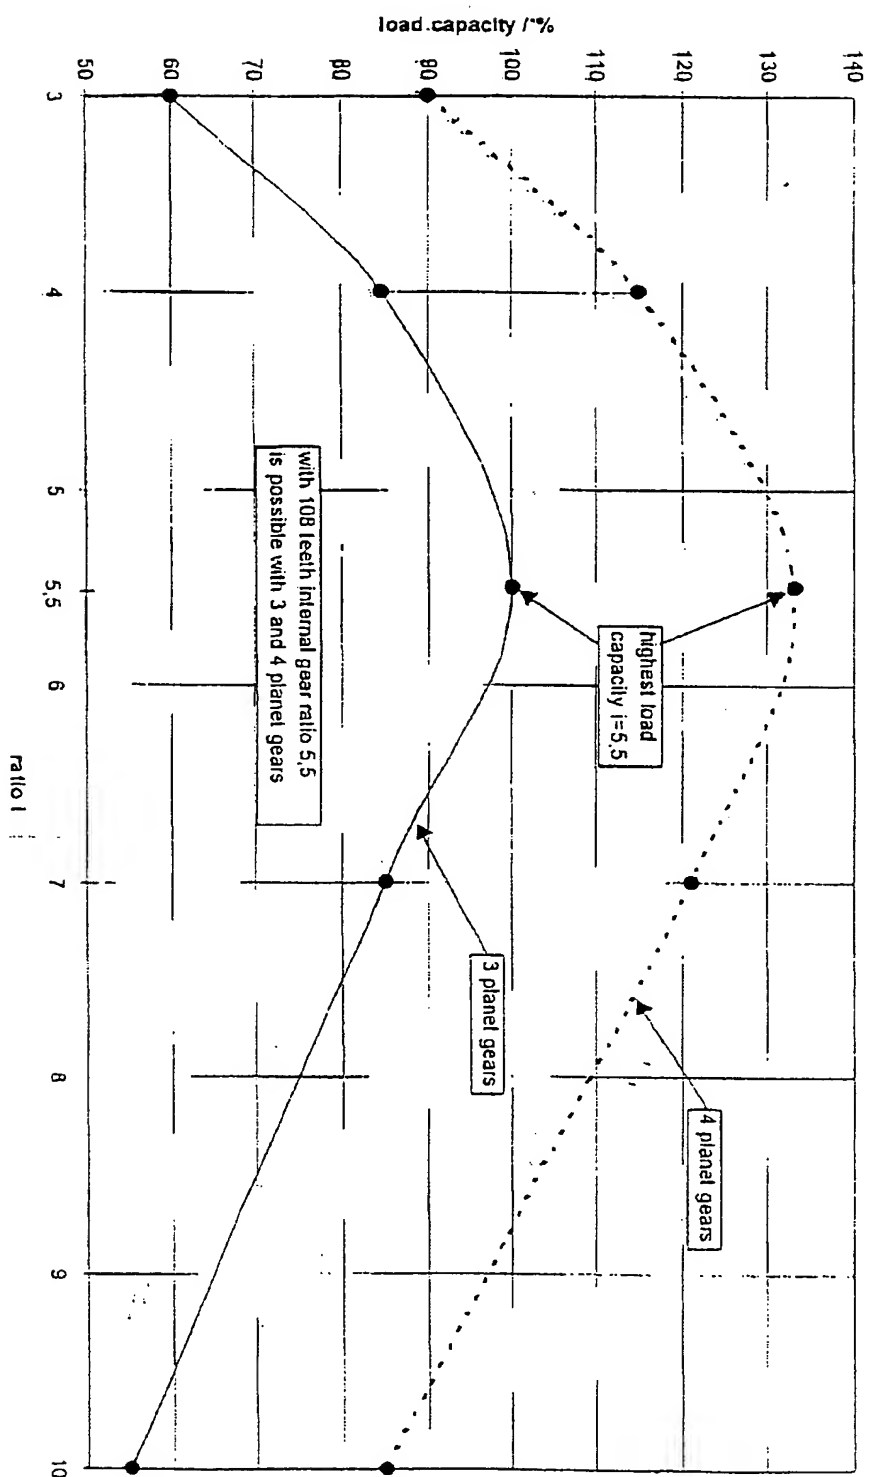 load capacity / %
140
130
120
110
100
90
80
70
60
50
3
4
5
5,5
6
7
8
9
10
ratio i
highest load
capacity i=5,5
with 108 teeth internal gear ratio 5,5
is possible with 3 and 4 planet gears
3 planet gears
4 planet gears